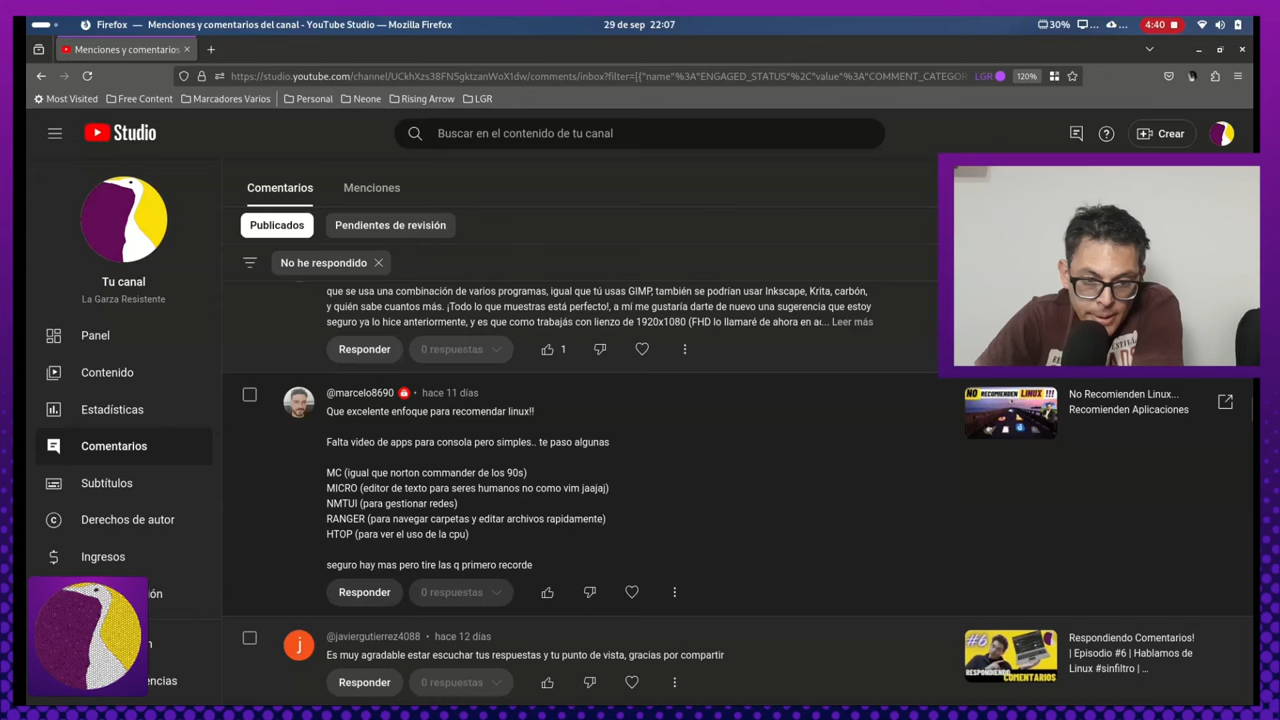 Firefox — Menciones y comentarios del canal - YouTube Studio — Mozilla Firefox
29 de sep 22:07
30%
4:40
Menciones y comentarios
https://studio.youtube.com/channel/UCkhXzs38FNSgktzanWoX1dw/comments/inbox?filter=[{"name"%3A"ENGAGED_STATUS"%2C"value"%3A"COMMENT_CATEGOR
LGR
120%
Most Visited
Free Content
Marcadores Varios
Personal
Neone
Rising Arrow
LGR
Studio
Buscar en el contenido de tu canal
Crear
Tu canal
La Garza Resistente
Panel
Contenido
Estadísticas
Comentarios
Subtítulos
Derechos de autor
Ingresos
Comentarios
Menciones
Publicados
Pendientes de revisión
No he respondido
que se usa una combinación de varios programas, igual que tú usas GIMP, también se podrían usar Inkscape, Krita, carbón,
y quién sabe cuantos más. ¡Todo lo que muestras está perfecto!, a mí me gustaría darte de nuevo una sugerencia que estoy
seguro ya lo hice anteriormente, y es que como trabajás con lienzo de 1920x1080 (FHD lo llamaré de ahora en ac... Leer más
Responder
0 respuestas
1
@marcelo8690 • hace 11 días
Que excelente enfoque para recomendar linux!!
Falta video de apps para consola pero simples.. te paso algunas
MC (igual que norton commander de los 90s)
MICRO (editor de texto para seres humanos no como vim jaajaj)
NMTUI (para gestionar redes)
RANGER (para navegar carpetas y editar archivos rapidamente)
HTOP (para ver el uso de la cpu)
seguro hay mas pero tire las q primero recorde
Responder
0 respuestas
NO RECOMIENDEN LINUX !!!
No Recomienden Linux...
Recomienden Aplicaciones
j
@javiergutierrez4088 • hace 12 días
Es muy agradable estar escuchar tus respuestas y tu punto de vista, gracias por compartir
Responder
0 respuestas
#6
RESPONDIENDO
COMENTARIOS
Respondiendo Comentarios!
| Episodio #6 | Hablamos de
Linux #sinfiltro | ...